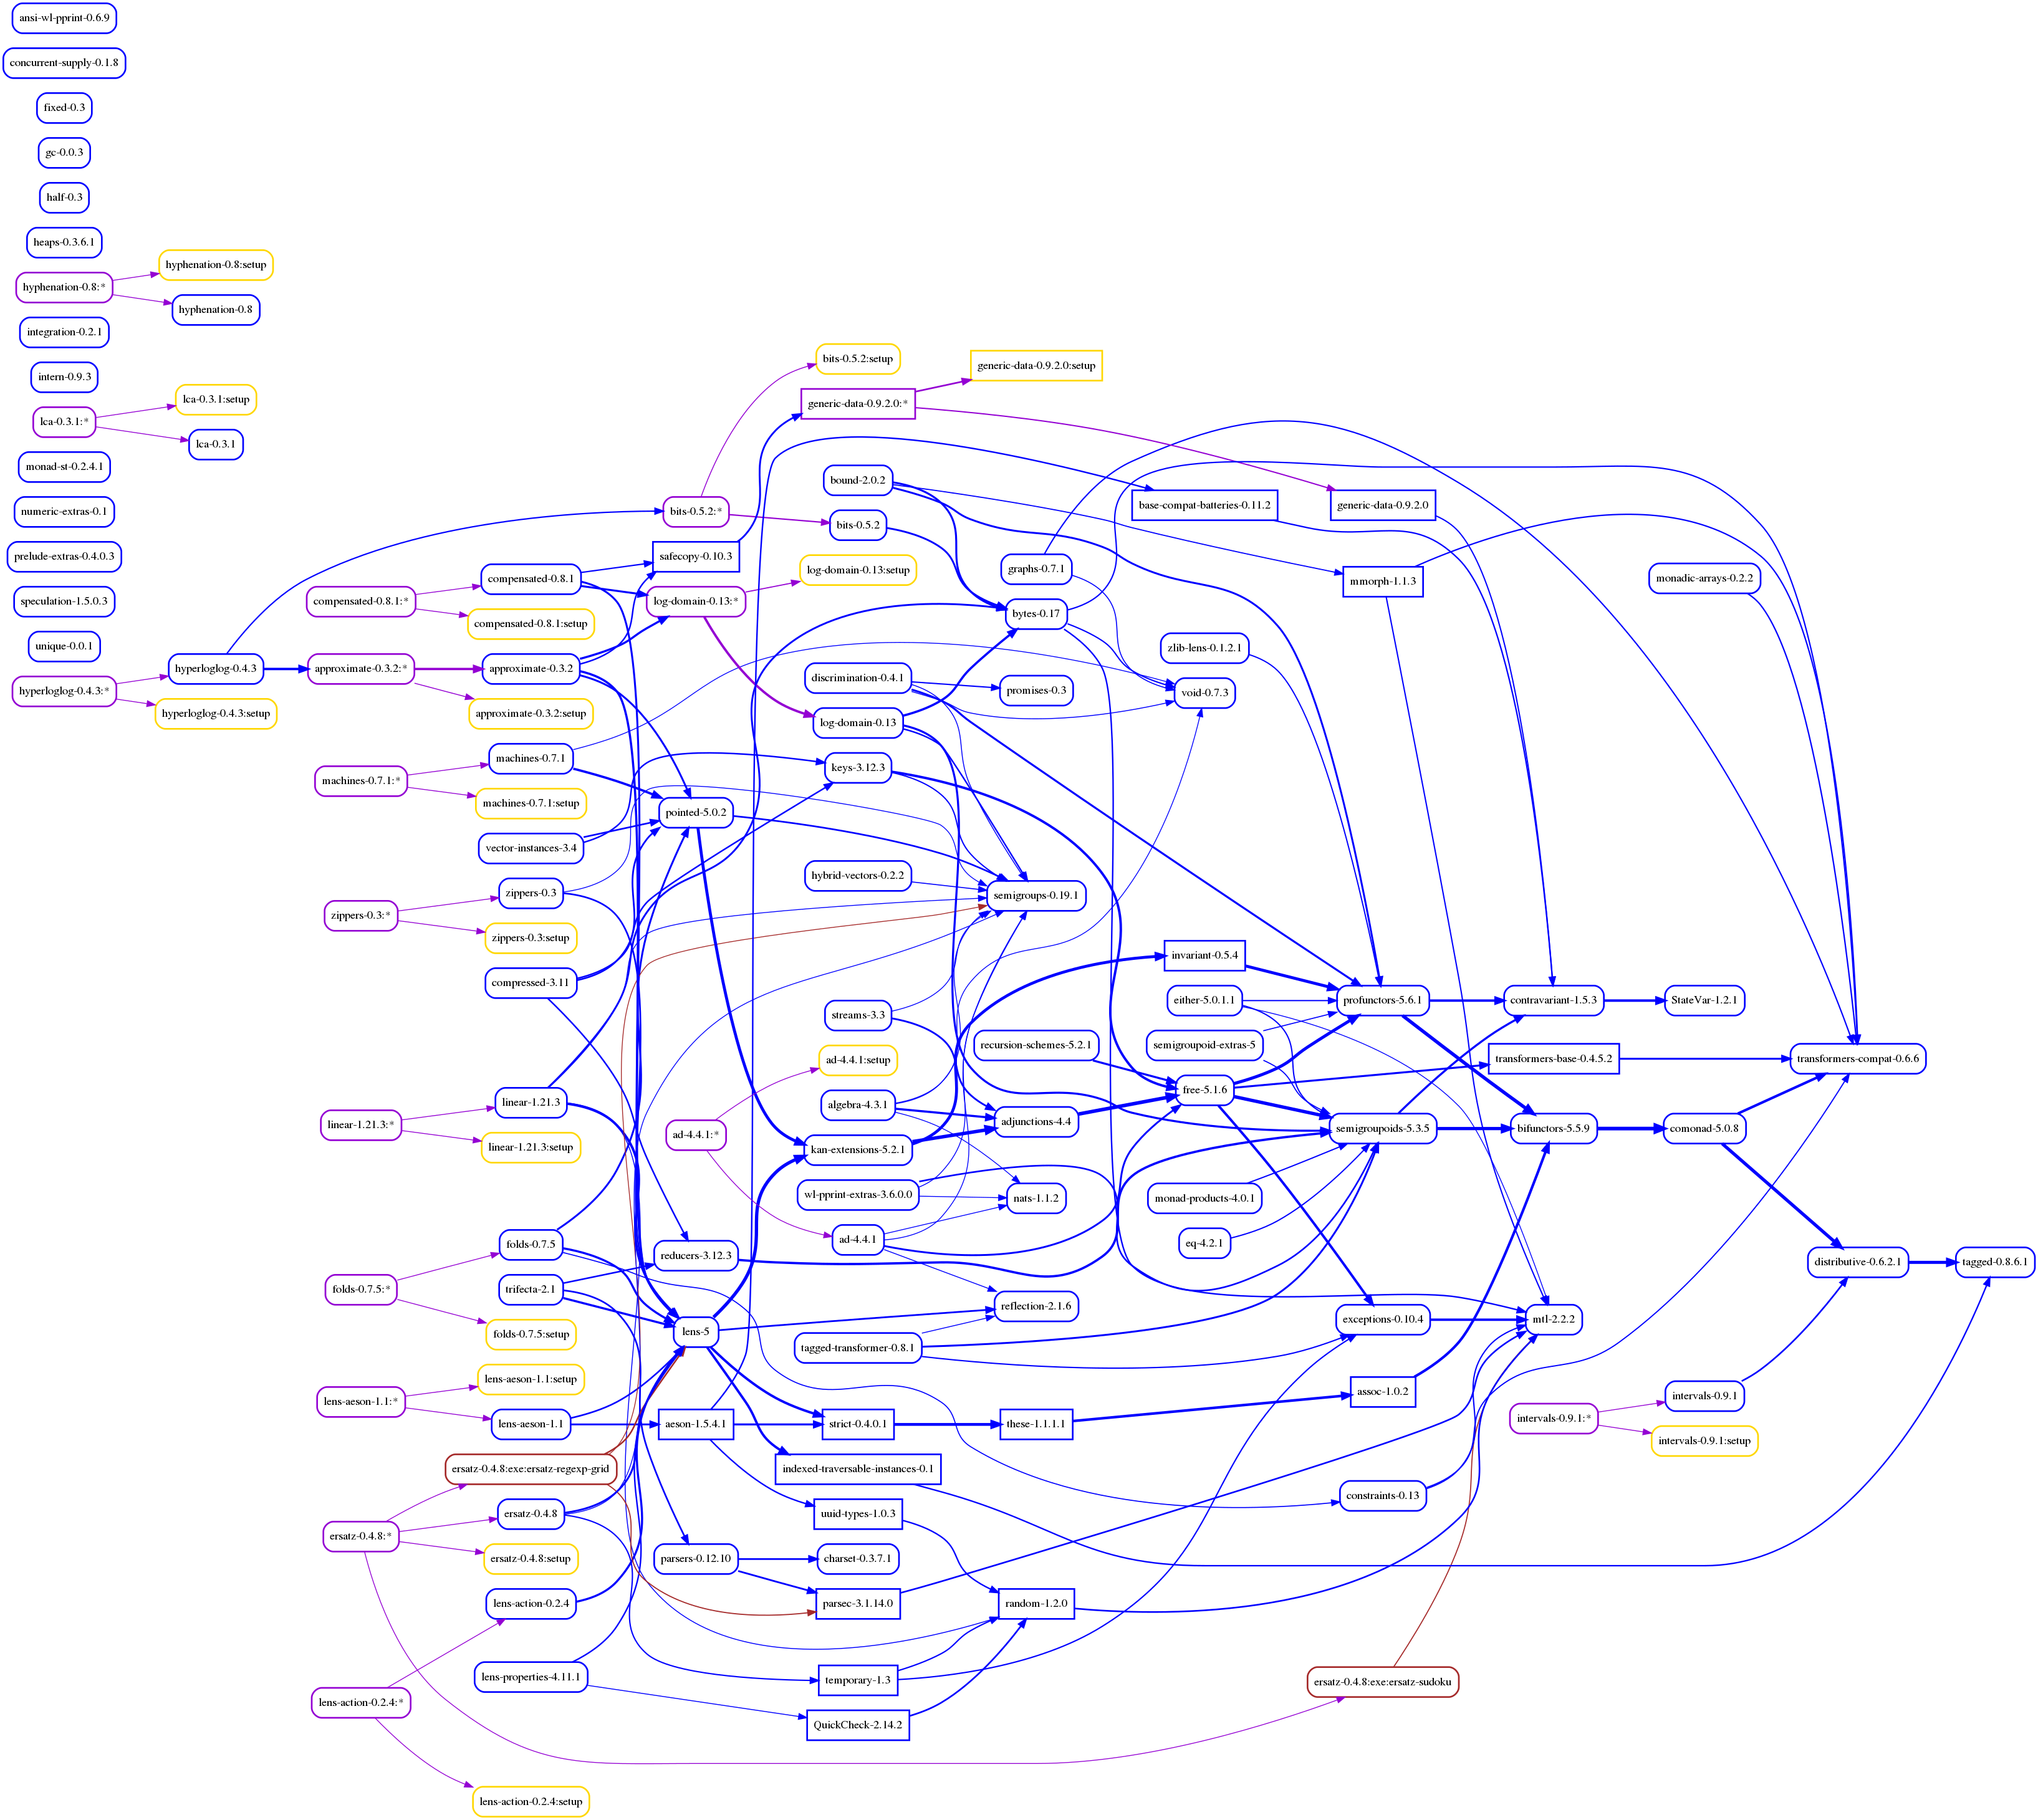 ansi-wl-pprint-0.6.9
concurrent-supply-0.1.8
fixed-0.3
gc-0.0.3
half-0.3
heaps-0.3.6.1
hyphenation-0.8:*
hyphenation-0.8:setup
hyphenation-0.8
integration-0.2.1
intern-0.9.3
lca-0.3.1:*
lca-0.3.1:setup
lca-0.3.1
monad-st-0.2.4.1
numeric-extras-0.1
prelude-extras-0.4.0.3
speculation-1.5.0.3
unique-0.0.1
hyperloglog-0.4.3:*
hyperloglog-0.4.3
hyperloglog-0.4.3:setup
compensated-0.8.1:*
approximate-0.3.2:*
machines-0.7.1:*
zippers-0.3:*
linear-1.21.3:*
folds-0.7.5:*
lens-aeson-1.1:*
ersatz-0.4.8:*
lens-action-0.2.4:*
compensated-0.8.1
compensated-0.8.1:setup
approximate-0.3.2
approximate-0.3.2:setup
machines-0.7.1
machines-0.7.1:setup
vector-instances-3.4
zippers-0.3
zippers-0.3:setup
compressed-3.11
linear-1.21.3
linear-1.21.3:setup
folds-0.7.5
trifecta-2.1
folds-0.7.5:setup
lens-aeson-1.1:setup
lens-aeson-1.1
ersatz-0.4.8:exe:ersatz-regexp-grid
ersatz-0.4.8
ersatz-0.4.8:setup
lens-action-0.2.4
lens-properties-4.11.1
lens-action-0.2.4:setup
bits-0.5.2:*
safecopy-0.10.3
log-domain-0.13:*
pointed-5.0.2
ad-4.4.1:*
reducers-3.12.3
lens-5
aeson-1.5.4.1
parsers-0.12.10
bits-0.5.2:setup
generic-data-0.9.2.0:*
bound-2.0.2
bits-0.5.2
log-domain-0.13:setup
discrimination-0.4.1
log-domain-0.13
keys-3.12.3
hybrid-vectors-0.2.2
streams-3.3
ad-4.4.1:setup
algebra-4.3.1
kan-extensions-5.2.1
wl-pprint-extras-3.6.0.0
ad-4.4.1
tagged-transformer-0.8.1
strict-0.4.0.1
indexed-traversable-instances-0.1
uuid-types-1.0.3
charset-0.3.7.1
parsec-3.1.14.0
temporary-1.3
QuickCheck-2.14.2
generic-data-0.9.2.0:setup
graphs-0.7.1
bytes-0.17
promises-0.3
semigroups-0.19.1
recursion-schemes-5.2.1
adjunctions-4.4
nats-1.1.2
reflection-2.1.6
these-1.1.1.1
random-1.2.0
base-compat-batteries-0.11.2
zlib-lens-0.1.2.1
void-0.7.3
invariant-0.5.4
either-5.0.1.1
semigroupoid-extras-5
free-5.1.6
monad-products-4.0.1
eq-4.2.1
generic-data-0.9.2.0
mmorph-1.1.3
profunctors-5.6.1
semigroupoids-5.3.5
exceptions-0.10.4
assoc-1.0.2
constraints-0.13
ersatz-0.4.8:exe:ersatz-sudoku
contravariant-1.5.3
transformers-base-0.4.5.2
bifunctors-5.5.9
mtl-2.2.2
intervals-0.9.1:*
monadic-arrays-0.2.2
StateVar-1.2.1
comonad-5.0.8
intervals-0.9.1
intervals-0.9.1:setup
transformers-compat-0.6.6
distributive-0.6.2.1
tagged-0.8.6.1